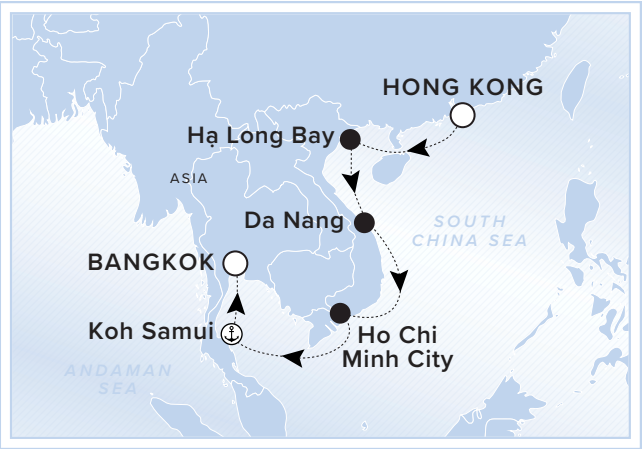 HONG KONG
Hạ Long Bay
ASIA
Da Nang
SOUTH
CHINA SEA
BANGKOK
Koh Samui
Ho Chi
Minh City
ANDAMAN
SEA